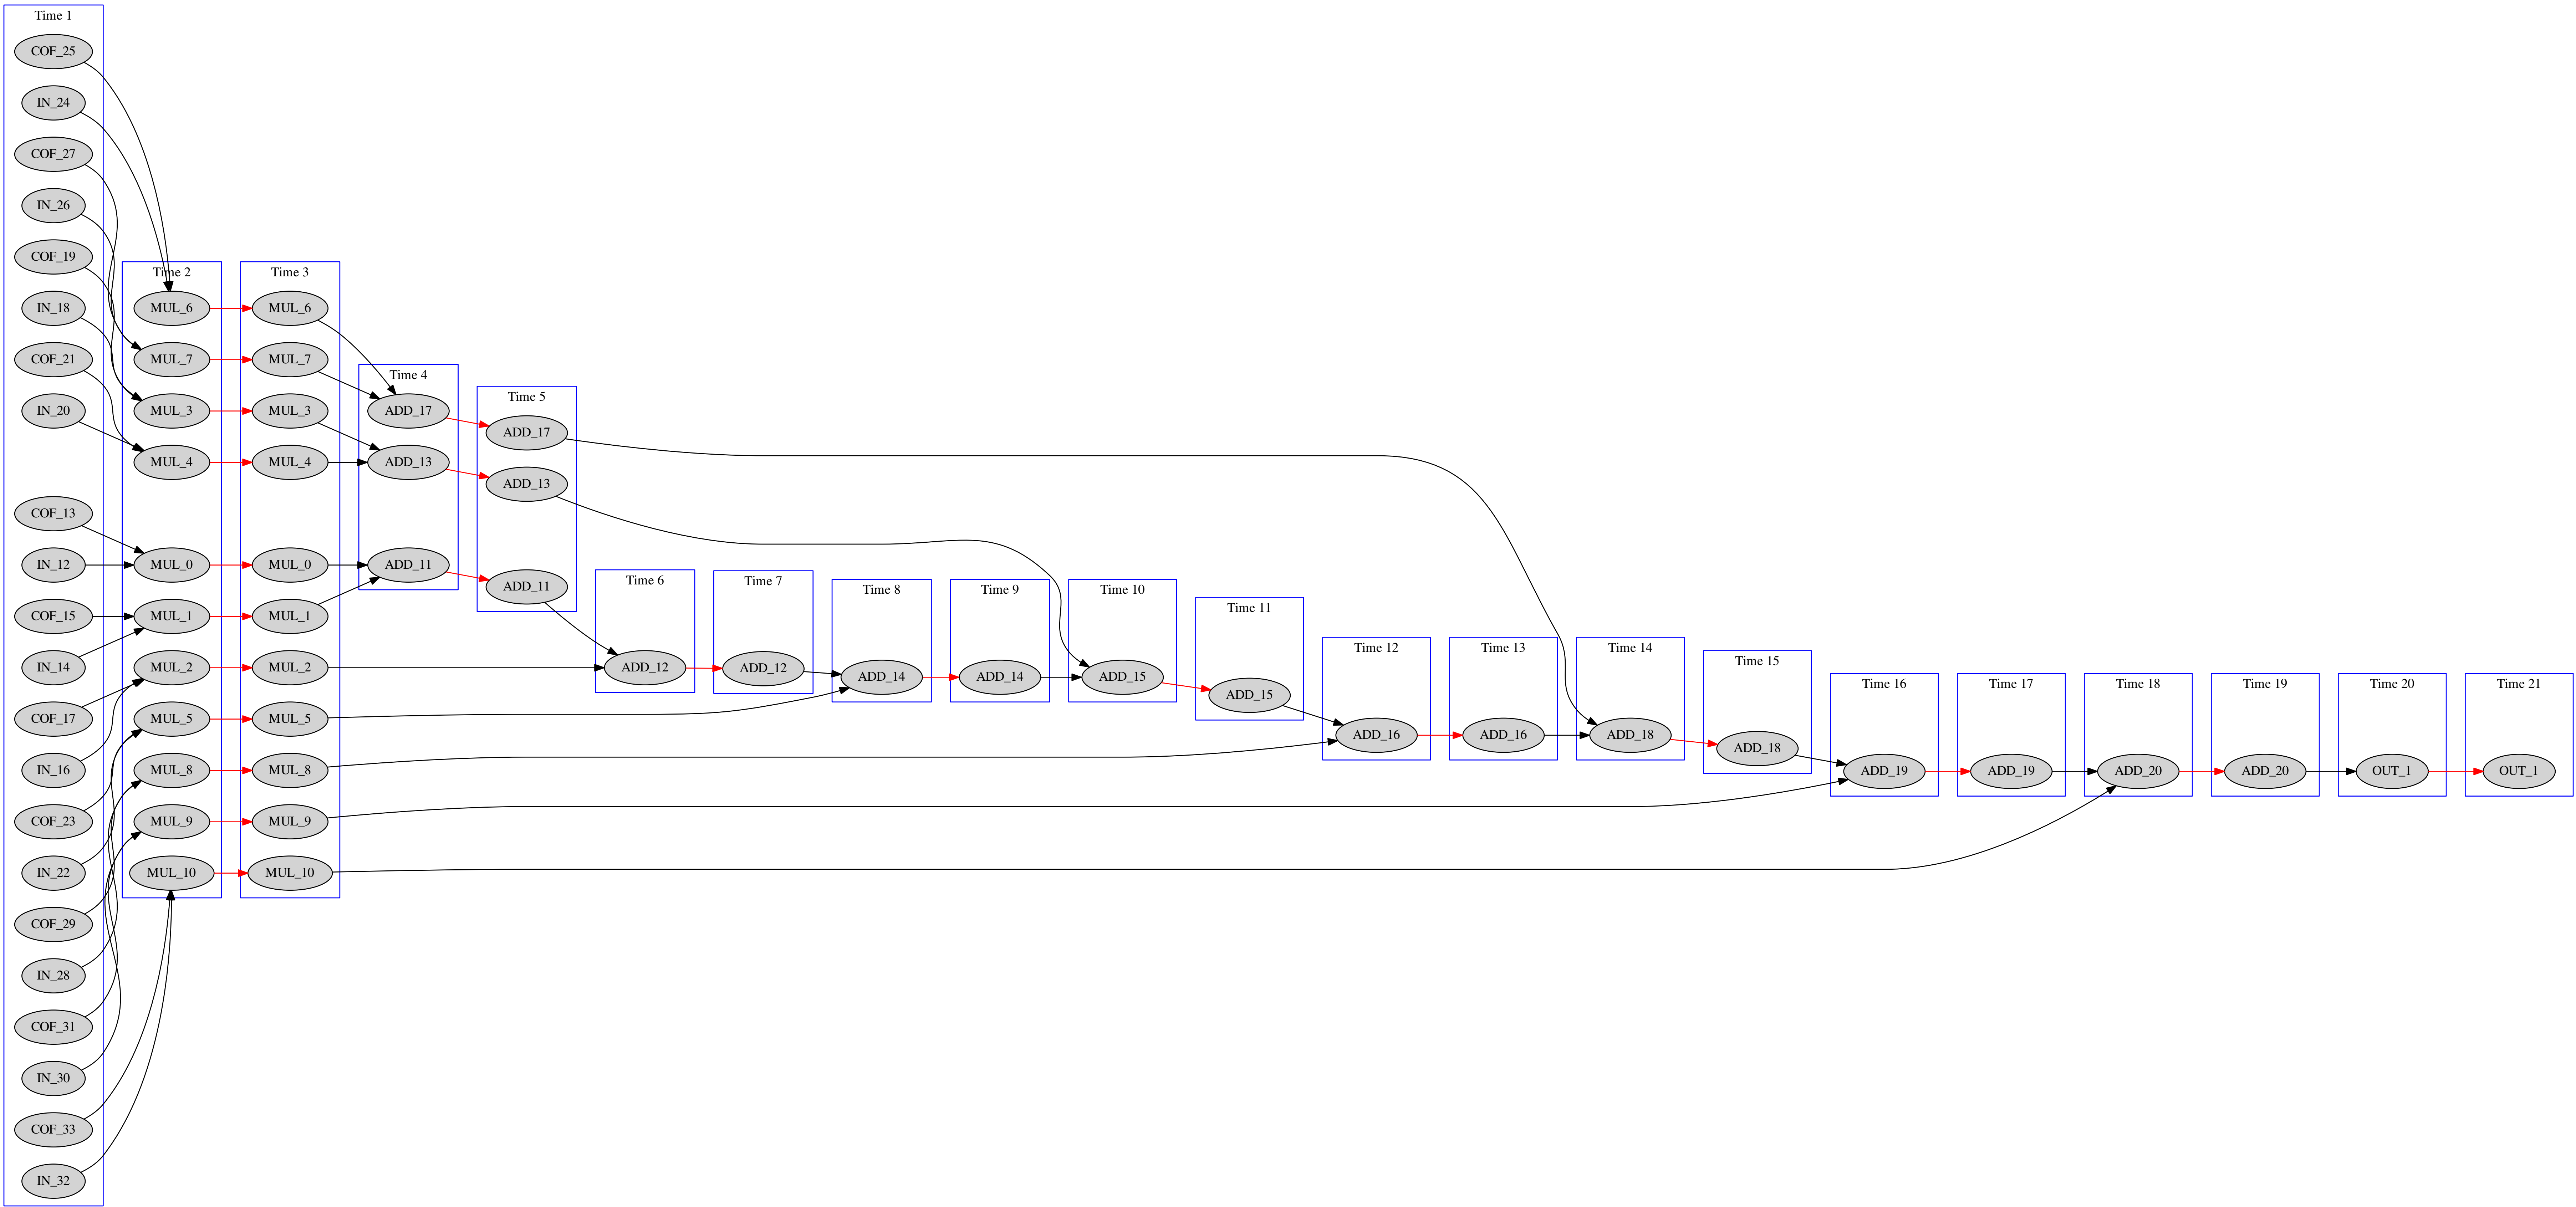 Time 1
COF_25
IN_24
COF_27
IN_26
COF_19
IN_18
COF_21
IN_20
COF_13
IN_12
COF_15
IN_14
COF_17
IN_16
COF_23
IN_22
COF_29
IN_28
COF_31
IN_30
COF_33
IN_32
Time 2
MUL_6
MUL_7
MUL_3
MUL_4
MUL_0
MUL_1
MUL_2
MUL_5
MUL_8
MUL_9
MUL_10
Time 3
MUL_6
MUL_7
MUL_3
MUL_4
MUL_0
MUL_1
MUL_2
MUL_5
MUL_8
MUL_9
MUL_10
Time 4
ADD_17
ADD_13
ADD_11
Time 5
ADD_17
ADD_13
ADD_11
Time 6
ADD_12
Time 7
ADD_12
Time 8
ADD_14
Time 9
ADD_14
Time 10
ADD_15
Time 11
ADD_15
Time 12
ADD_16
Time 13
ADD_16
Time 14
ADD_18
Time 15
ADD_18
Time 16
ADD_19
Time 17
ADD_19
Time 18
ADD_20
Time 19
ADD_20
Time 20
OUT_1
Time 21
OUT_1